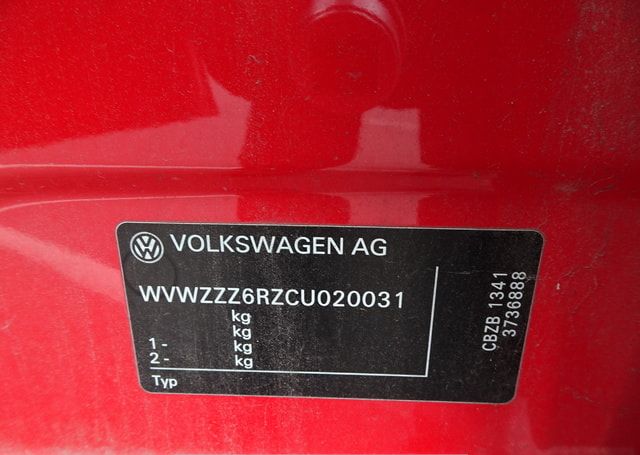 VOLKSWAGEN AG
WVWZZZ6RZCU020031
kg
kg
1- kg
2- kg
Typ
CBZB 1341
3736888